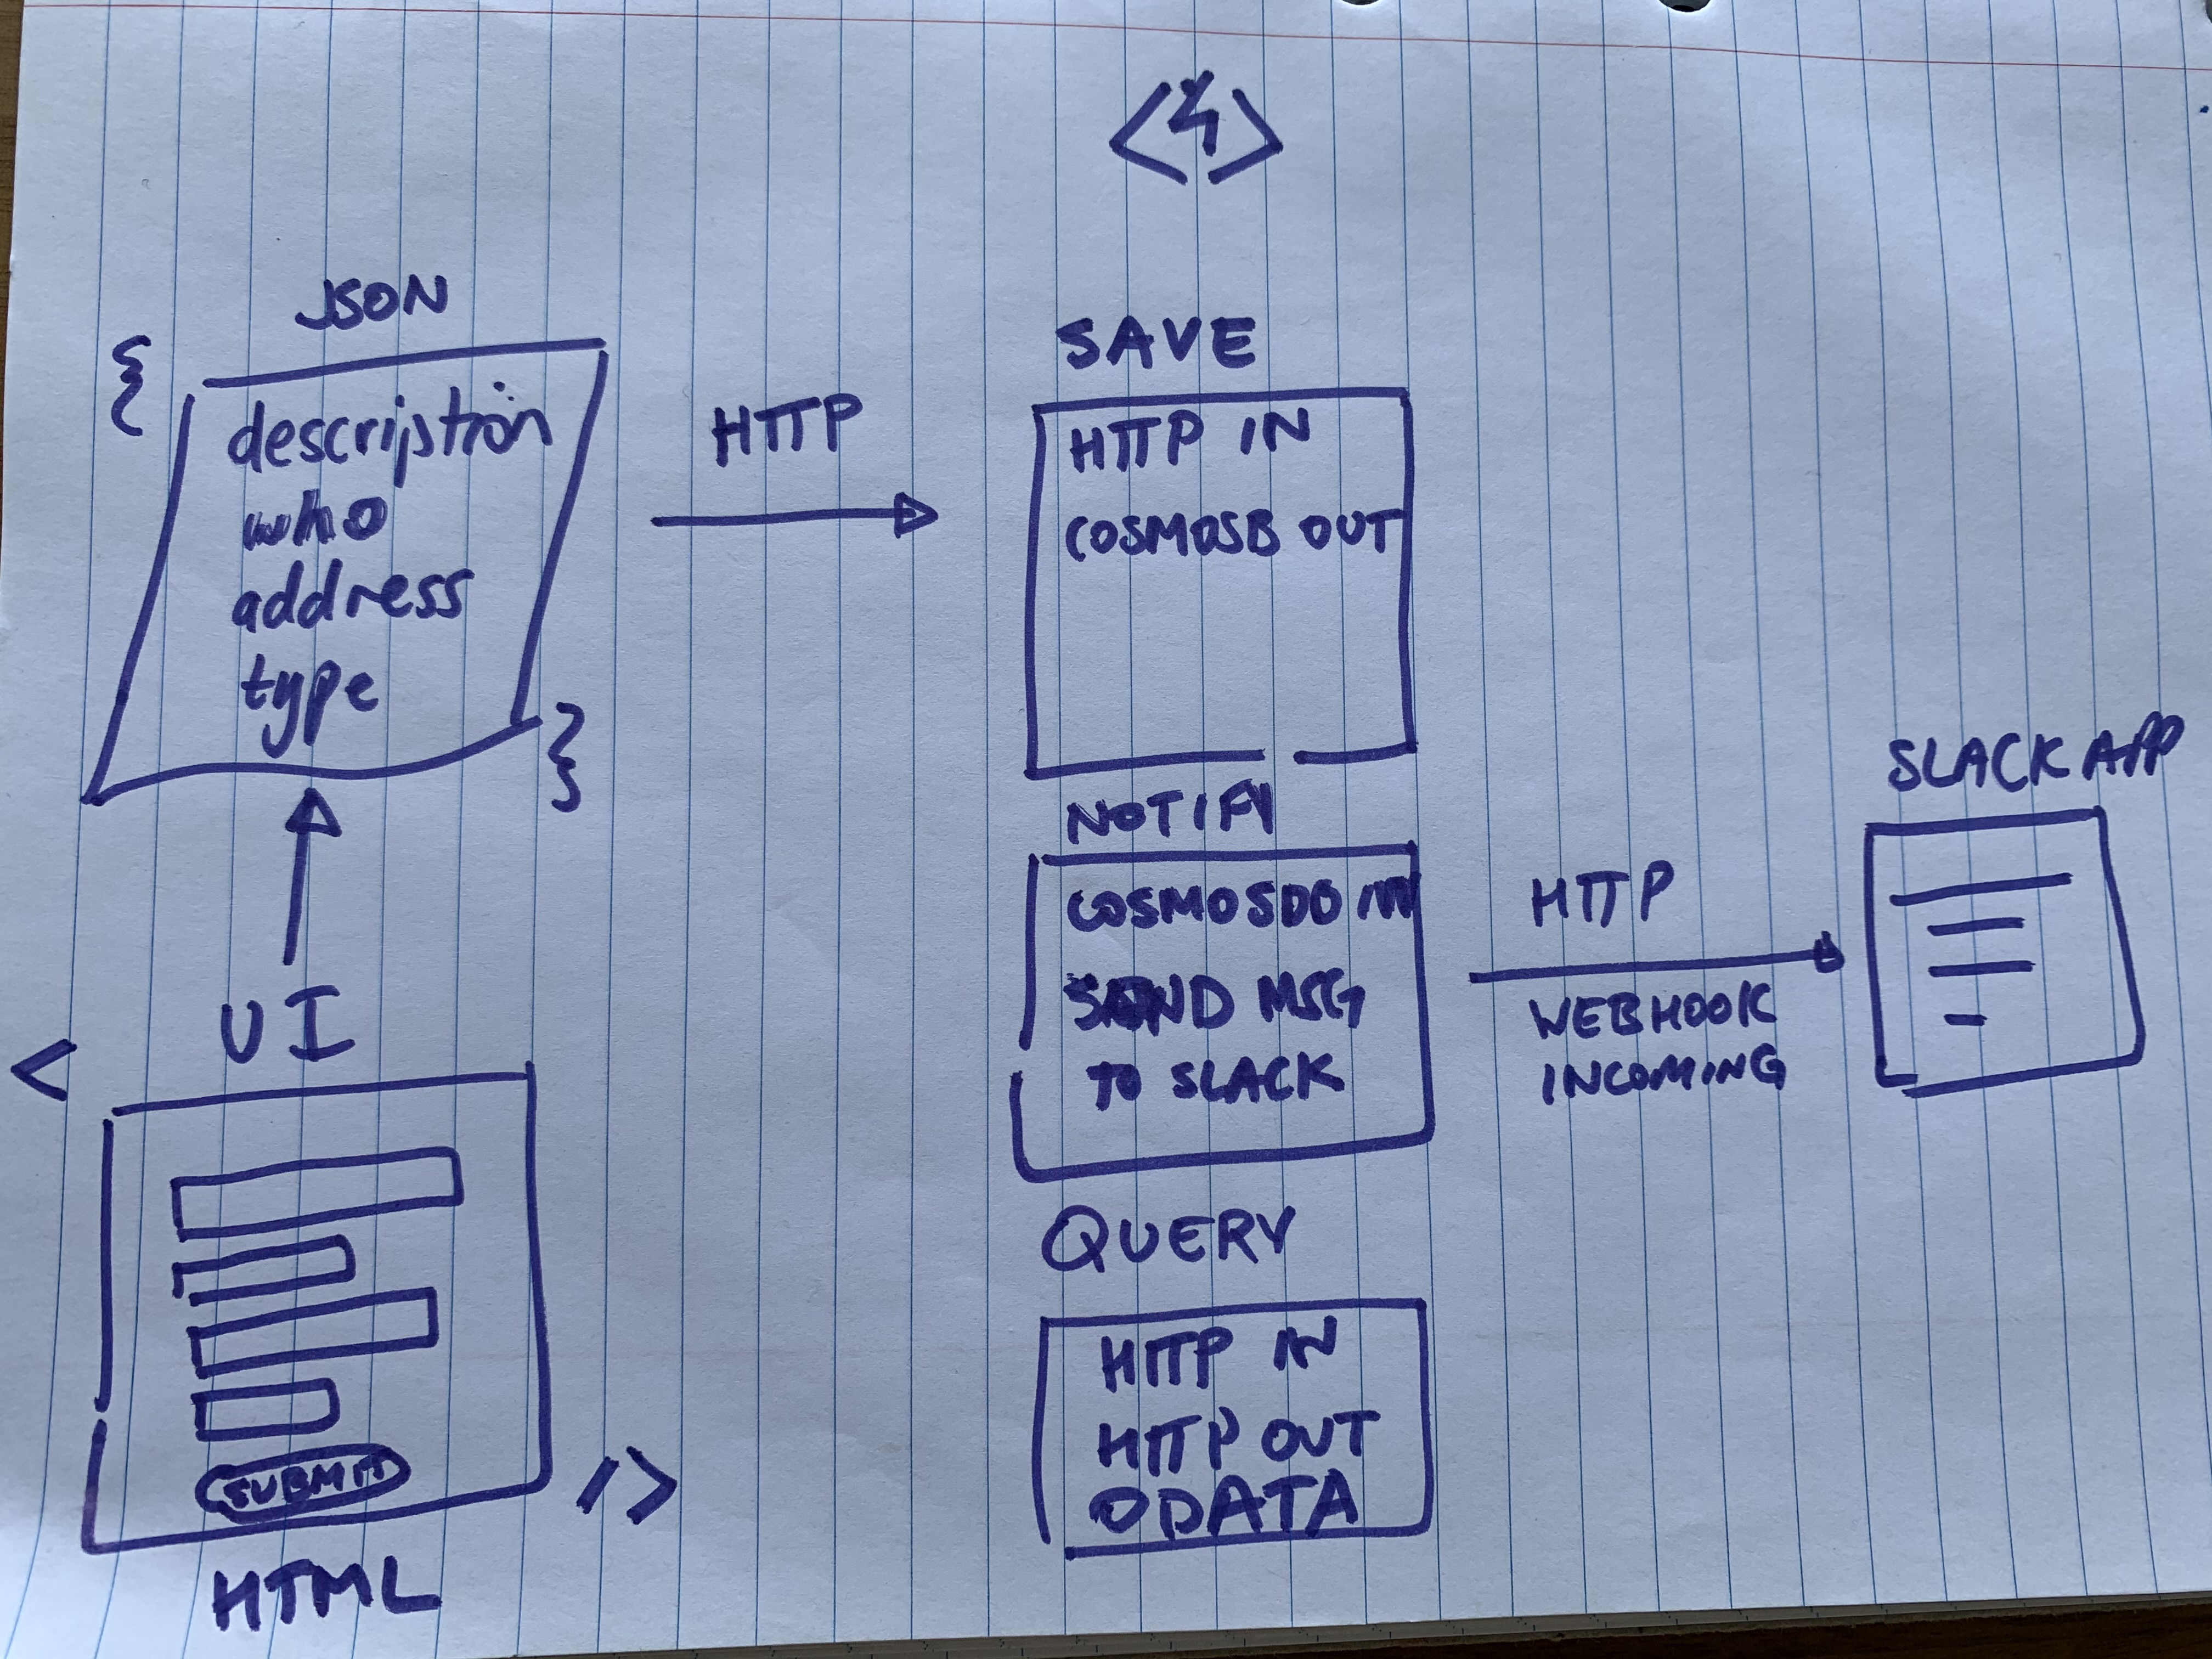 JSON
{
description
who
address
type
}
UI
<
SUBMIT
/>
HTML
HTTP
< >
SAVE
HTTP IN
COSMOSB OUT
NOTIFY
COSMOSDB IN
SEND MSG
TO SLACK
QUERY
HTTP IN
HTTP OUT
ODATA
HTTP
WEBHOOK
INCOMING
SLACK APP